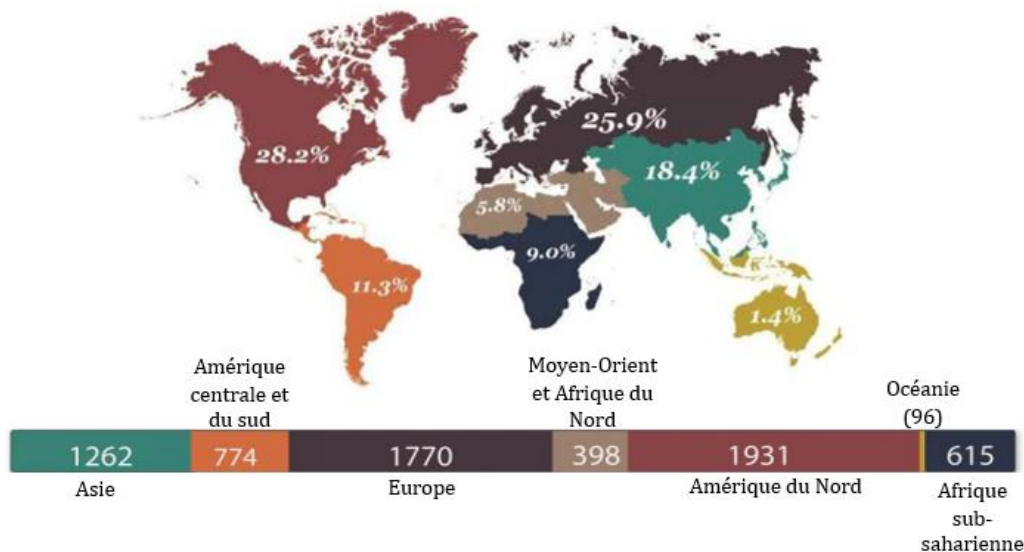 25.9%
28.2%
18.4%
5.8%
9.0%
11.3%
1.4%
Amérique
centrale et
du sud
Moyen-Orient
et Afrique du
Nord
Océanie
(96)
1262
774
1770
398
1931
615
Asie
Europe
Amérique du Nord
Afrique
sub-
saharienne